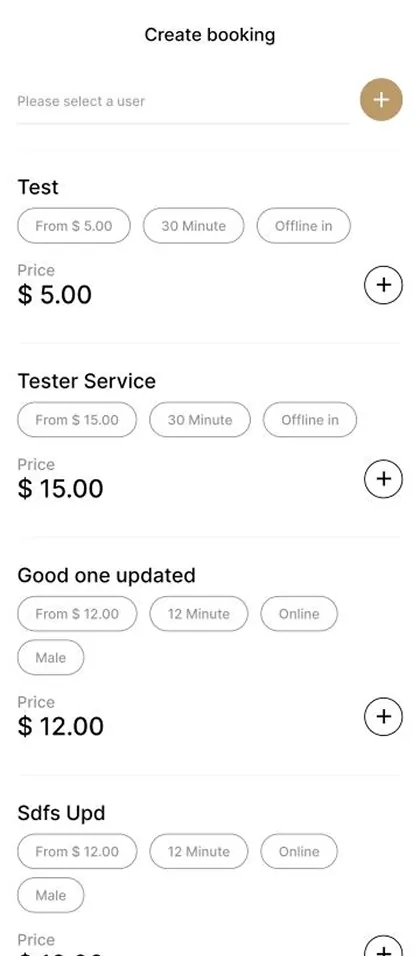 Create booking
Please select a user
Test
From $ 5.00 30 Minute Offline in
Price
$ 5.00
Tester Service
From $ 15.00 30 Minute Offline in
Price
$ 15.00
Good one updated
From $ 12.00 12 Minute Online
Male
Price
$ 12.00
Sdfs Upd
From $ 12.00 12 Minute Online
Male
Price